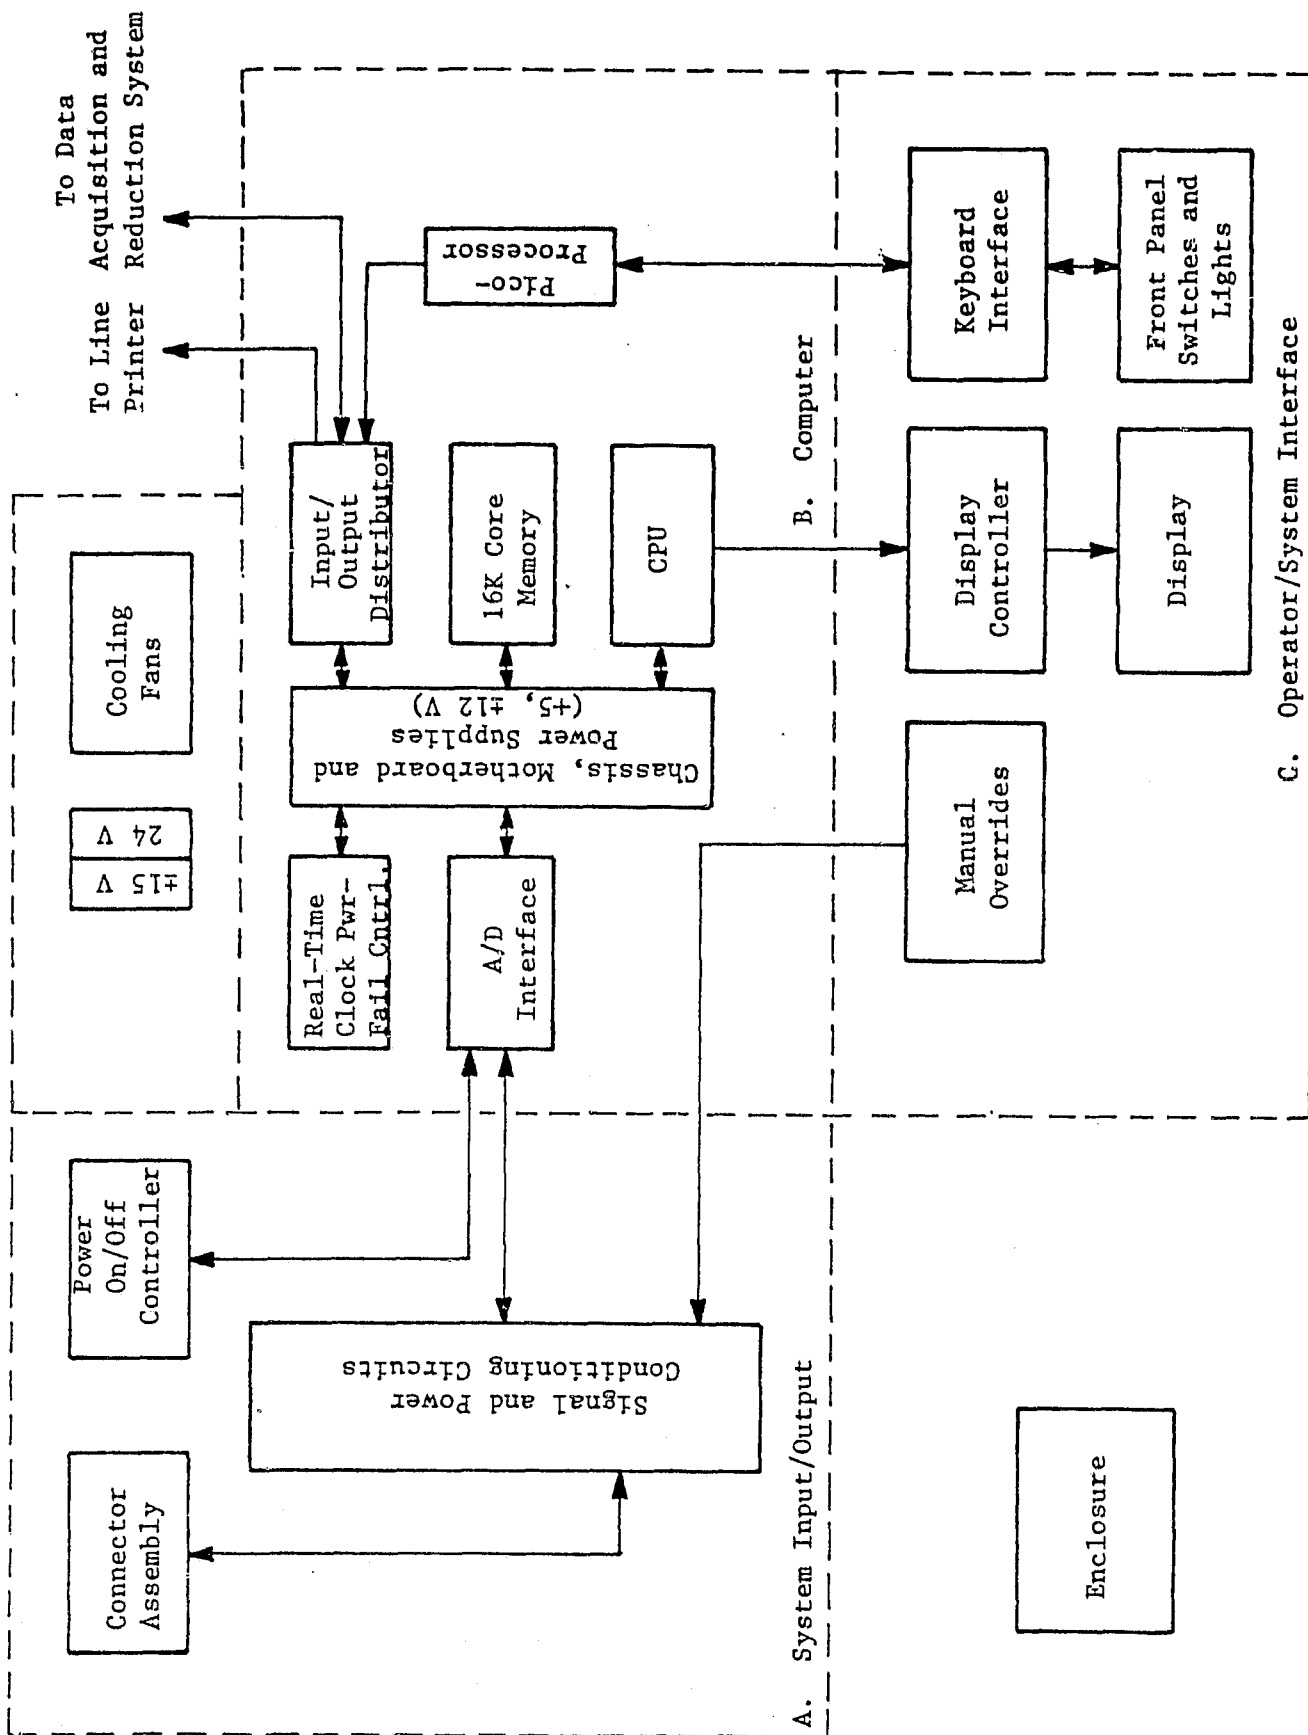 To Data
To Line Acquisition and
Printer Reduction System
Connector
Assembly
Power
On/Off
Controller
±15 V
24 V
Cooling
Fans
Signal and Power
Conditioning Circuits
Real-Time
Clock Pwr-
Fail Cntrl.
A/D
Interface
Chassis, Motherboard and
Power Supplies
(+5, ±12 V)
Input/
Output
Distributor
16K Core
Memory
CPU
Pico-
Processor
A. System Input/Output
B. Computer
Enclosure
Manual
Overrides
Display
Controller
Display
Keyboard
Interface
Front Panel
Switches and
Lights
C. Operator/System Interface